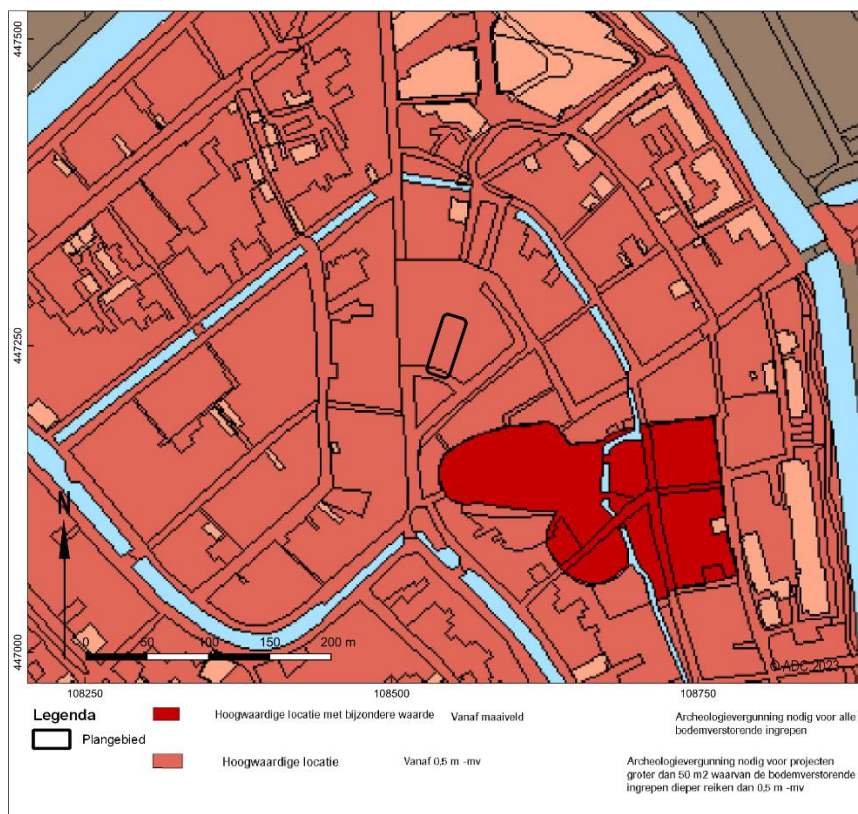 447500
447250
447000
N
0 50 100 150 200 m
© ADC 2023
108250 108500 108750
Legenda
Plangebied
Hoogwaardige locatie met bijzondere waarde Vanaf maaiveld Archeologievergunning nodig voor alle
bodemverstorende ingrepen
Hoogwaardige locatie Vanaf 0,5 m -mv Archeologievergunning nodig voor projecten
groter dan 50 m2 waarvan de bodemverstorende
ingrepen dieper reiken dan 0,5 m -mv